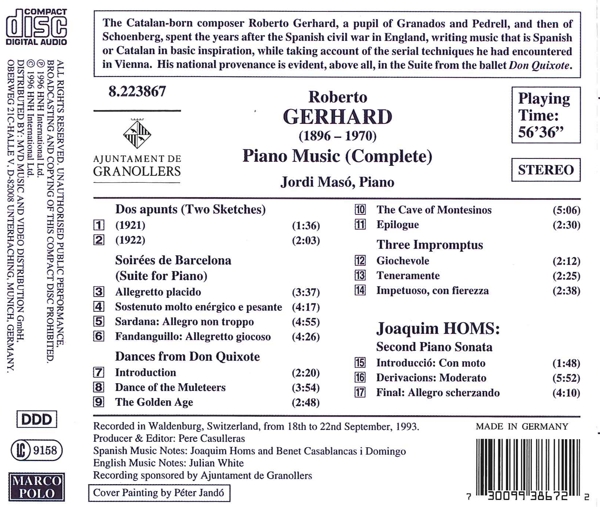 COMPACT
disc
DIGITAL AUDIO
The Catalan-born composer Roberto Gerhard, a pupil of Granados and Pedrell, and then of
Schoenberg, spent the years after the Spanish civil war in England, writing music that is Spanish
or Catalan in basic inspiration, while taking account of the serial techniques he had encountered
in Vienna. His national provenance is evident, above all, in the Suite from the ballet Don Quixote.
ALL RIGHTS RESERVED. UNAUTHORISED PUBLIC PERFORMANCE,
BROADCASTING AND COPYING OF THIS COMPACT DISC PROHIBITED.
℗ 1996 HNH International Ltd.
© 1996 HNH International Ltd.
DISTRIBUTED BY: MVD MUSIC AND VIDEO DISTRIBUTION GmbH,
OBERWEG 21C-HALLE V, D-82008 UNTERHACHING, MUNICH, GERMANY.
8.223867
AJUNTAMENT DE
GRANOLLERS
Roberto
GERHARD
(1896 – 1970)
Piano Music (Complete)
Jordi Masó, Piano
Playing
Time:
56'36"
STEREO
Dos apunts (Two Sketches)
1 (1921) (1:36)
2 (1922) (2:03)
Soirées de Barcelona
(Suite for Piano)
3 Allegretto placido (3:37)
4 Sostenuto molto enérgico e pesante (4:17)
5 Sardana: Allegro non troppo (4:55)
6 Fandanguillo: Allegretto giocoso (4:26)
Dances from Don Quixote
7 Introduction (2:20)
8 Dance of the Muleteers (3:54)
9 The Golden Age (2:48)
10 The Cave of Montesinos (5:06)
11 Epilogue (2:30)
Three Impromptus
12 Giochevole (2:12)
13 Teneramente (2:25)
14 Impetuoso, con fierezza (2:38)
Joaquim HOMS:
Second Piano Sonata
15 Introducció: Con moto (1:48)
16 Derivacions: Moderato (5:52)
17 Final: Allegro scherzando (4:10)
DDD
LC 9158
MARCO
POLO
Recorded in Waldenburg, Switzerland, from 18th to 22nd September, 1993.
Producer & Editor: Pere Casulleras
Spanish Music Notes: Joaquim Homs and Benet Casablancas i Domingo
English Music Notes: Julian White
Recording sponsored by Ajuntament de Granollers
Cover Painting by Péter Jandó
MADE IN GERMANY
7 30099 38672 2